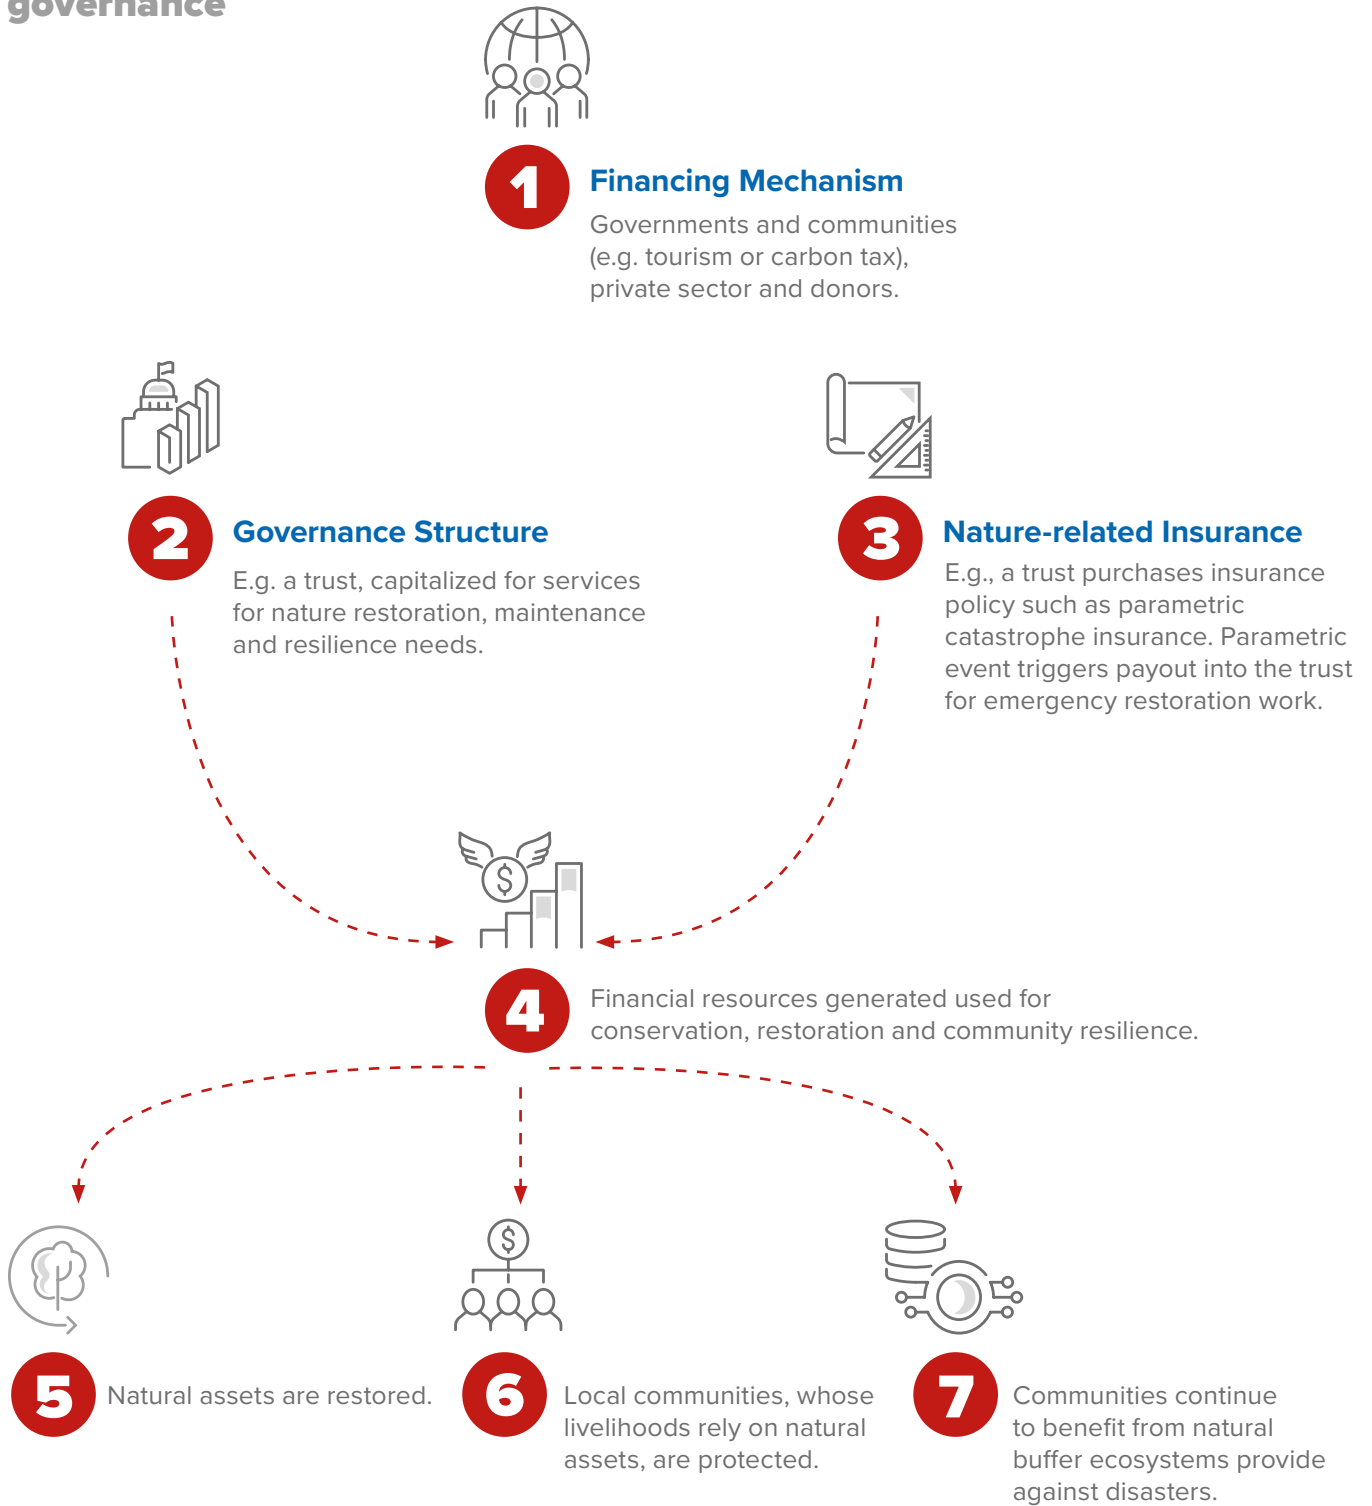 governance
1
Financing Mechanism
Governments and communities
(e.g. tourism or carbon tax),
private sector and donors.
2
Governance Structure
E.g. a trust, capitalized for services
for nature restoration, maintenance
and resilience needs.
3
Nature-related Insurance
E.g., a trust purchases insurance
policy such as parametric
catastrophe insurance. Parametric
event triggers payout into the trust
for emergency restoration work.
$
4
Financial resources generated used for
conservation, restoration and community resilience.
5
Natural assets are restored.
$
6
Local communities, whose
livelihoods rely on natural
assets, are protected.
7
Communities continue
to benefit from natural
buffer ecosystems provide
against disasters.